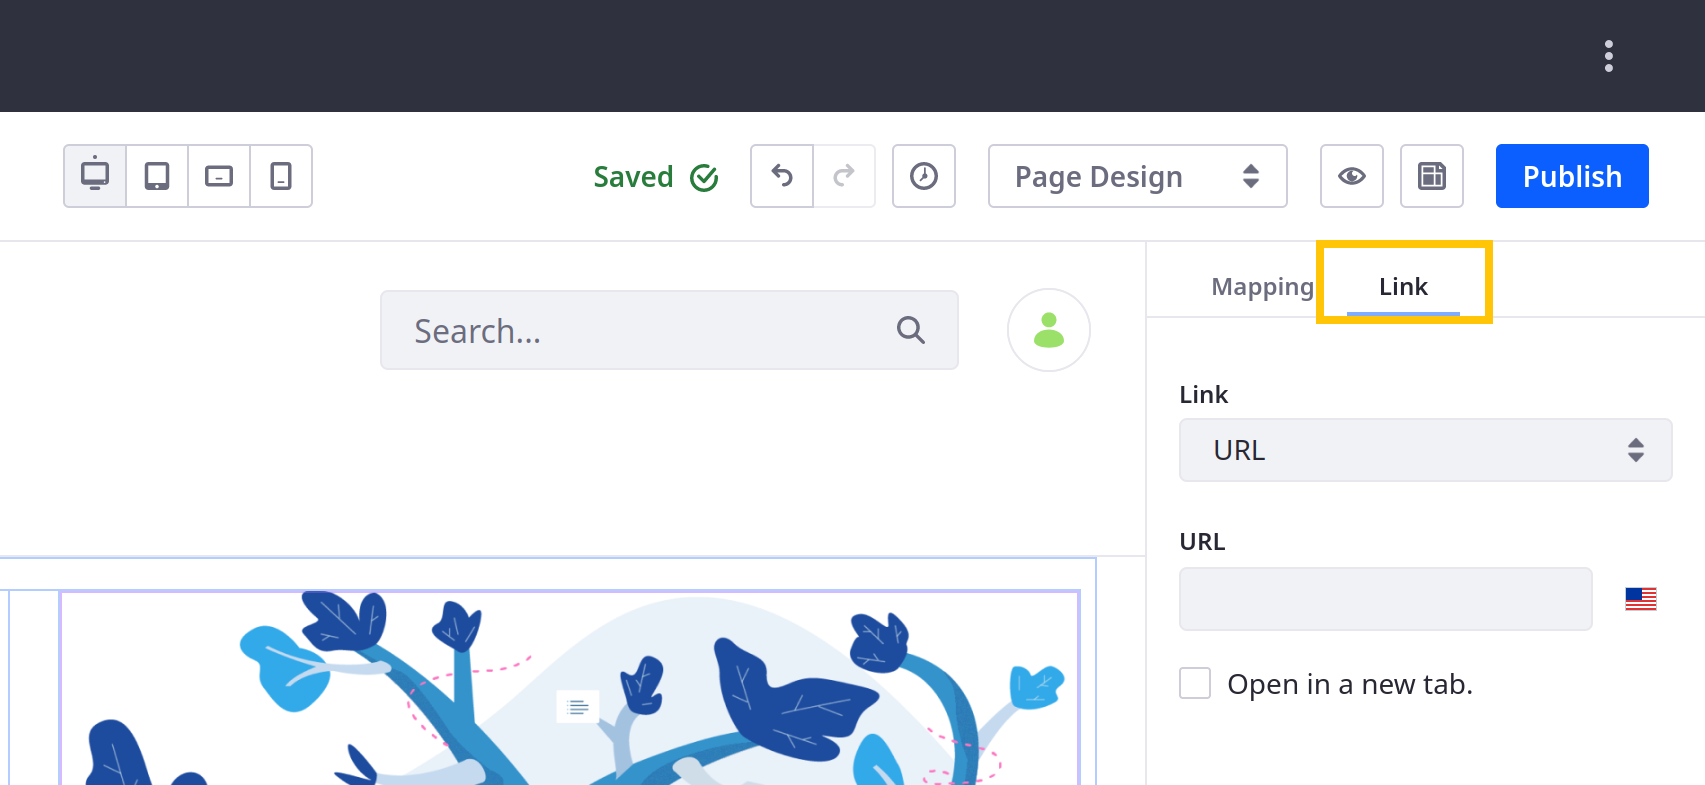 Saved
Page Design
Publish
Mapping
Link
Search...
Link
URL
URL
Open in a new tab.